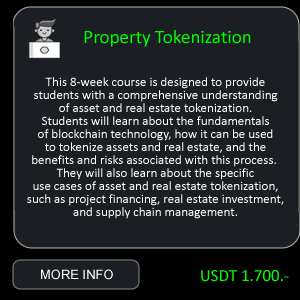 Property Tokenization
This 8-week course is designed to provide
students with a comprehensive understanding
of asset and real estate tokenization.
Students will learn about the fundamentals
of blockchain technology, how it can be used
to tokenize assets and real estate, and the
benefits and risks associated with this process.
They will also learn about the specific
use cases of asset and real estate tokenization,
such as project financing, real estate investment,
and supply chain management.
MORE INFO
USDT 1.700.-